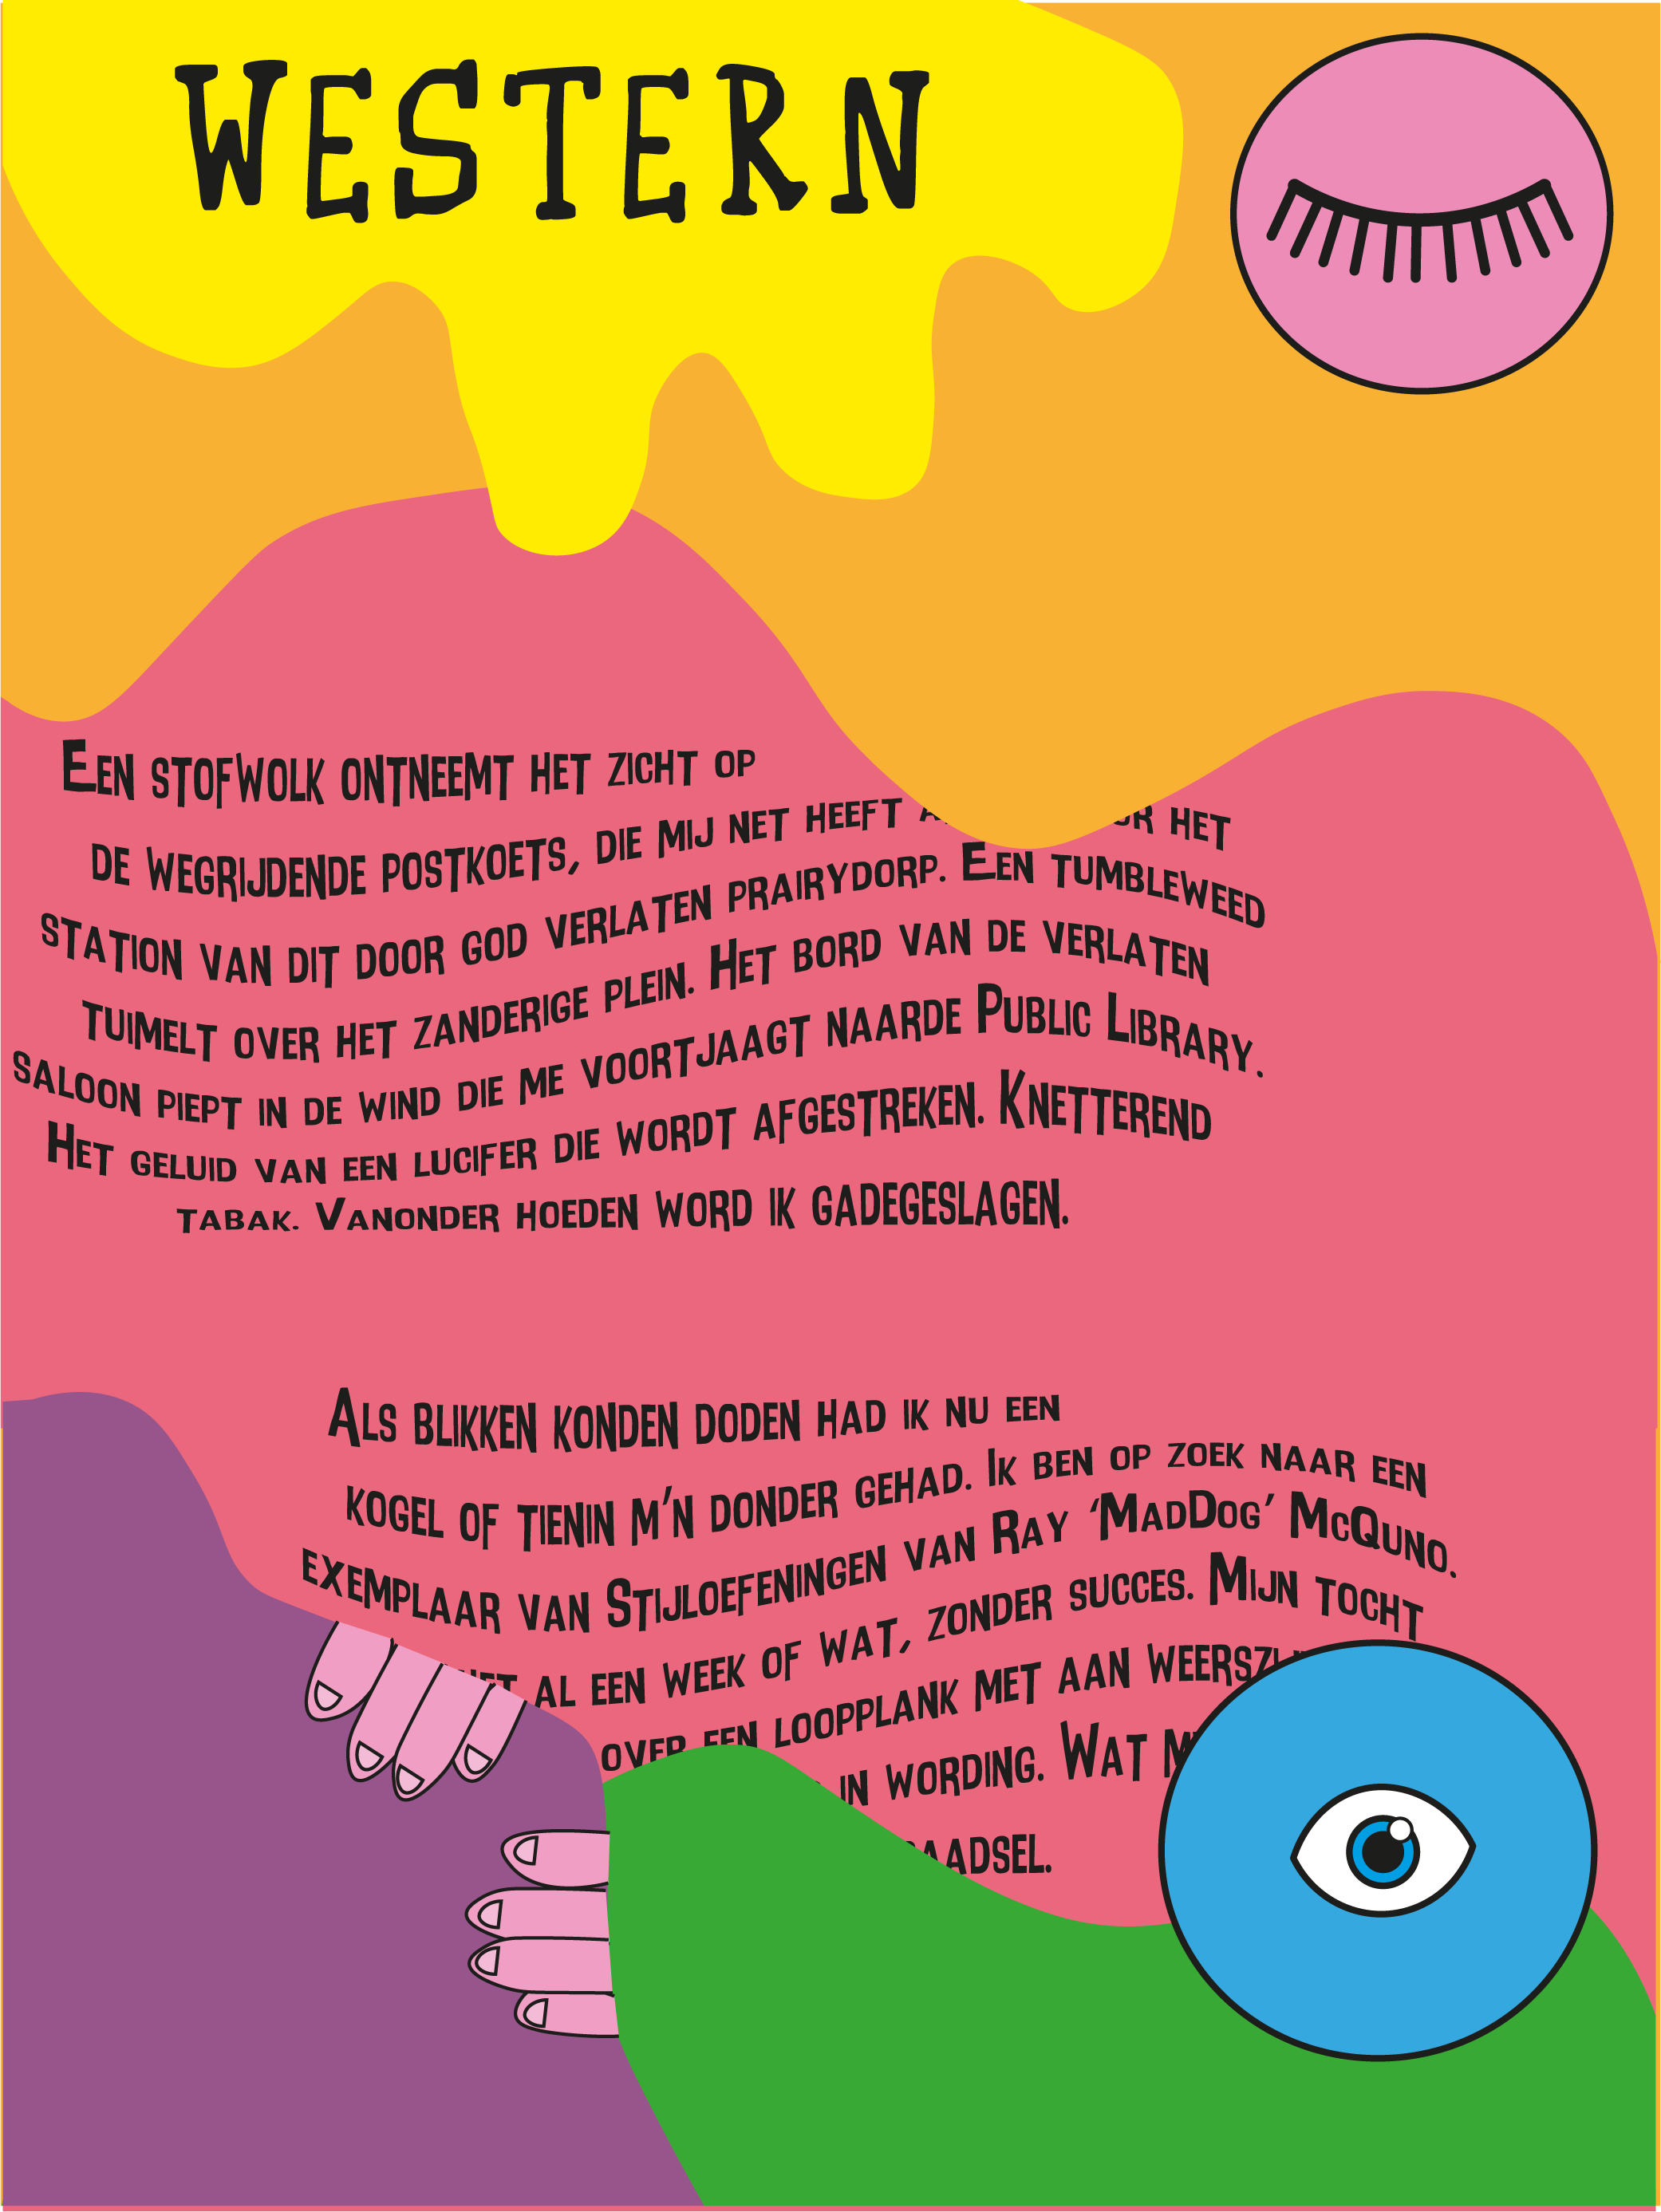 WESTERN
Een stofwolk ontneemt het zicht op
de wegrijdende postkoets, die mij net heeft het
station van dit door god verlaten prairydorp. Een tumbleweed
tuimelt over het zanderige plein. Het bord van de verlaten
saloon piept in de wind die me voortjaagt naarde Public Library.
Het geluid van een lucifer die wordt afgestreken. Knetterend
tabak. Vanonder hoeden word ik gadegeslagen.
Als blikken konden doden had ik nu een
kogel of tienin m'n donder gehad. Ik ben op zoek naar een
exemplaar van Stijloefeningen van Ray 'MadDog' McQuno.
al een week of wat, zonder succes. Mijn tocht
over een loopplank met aan
in wording. Wat